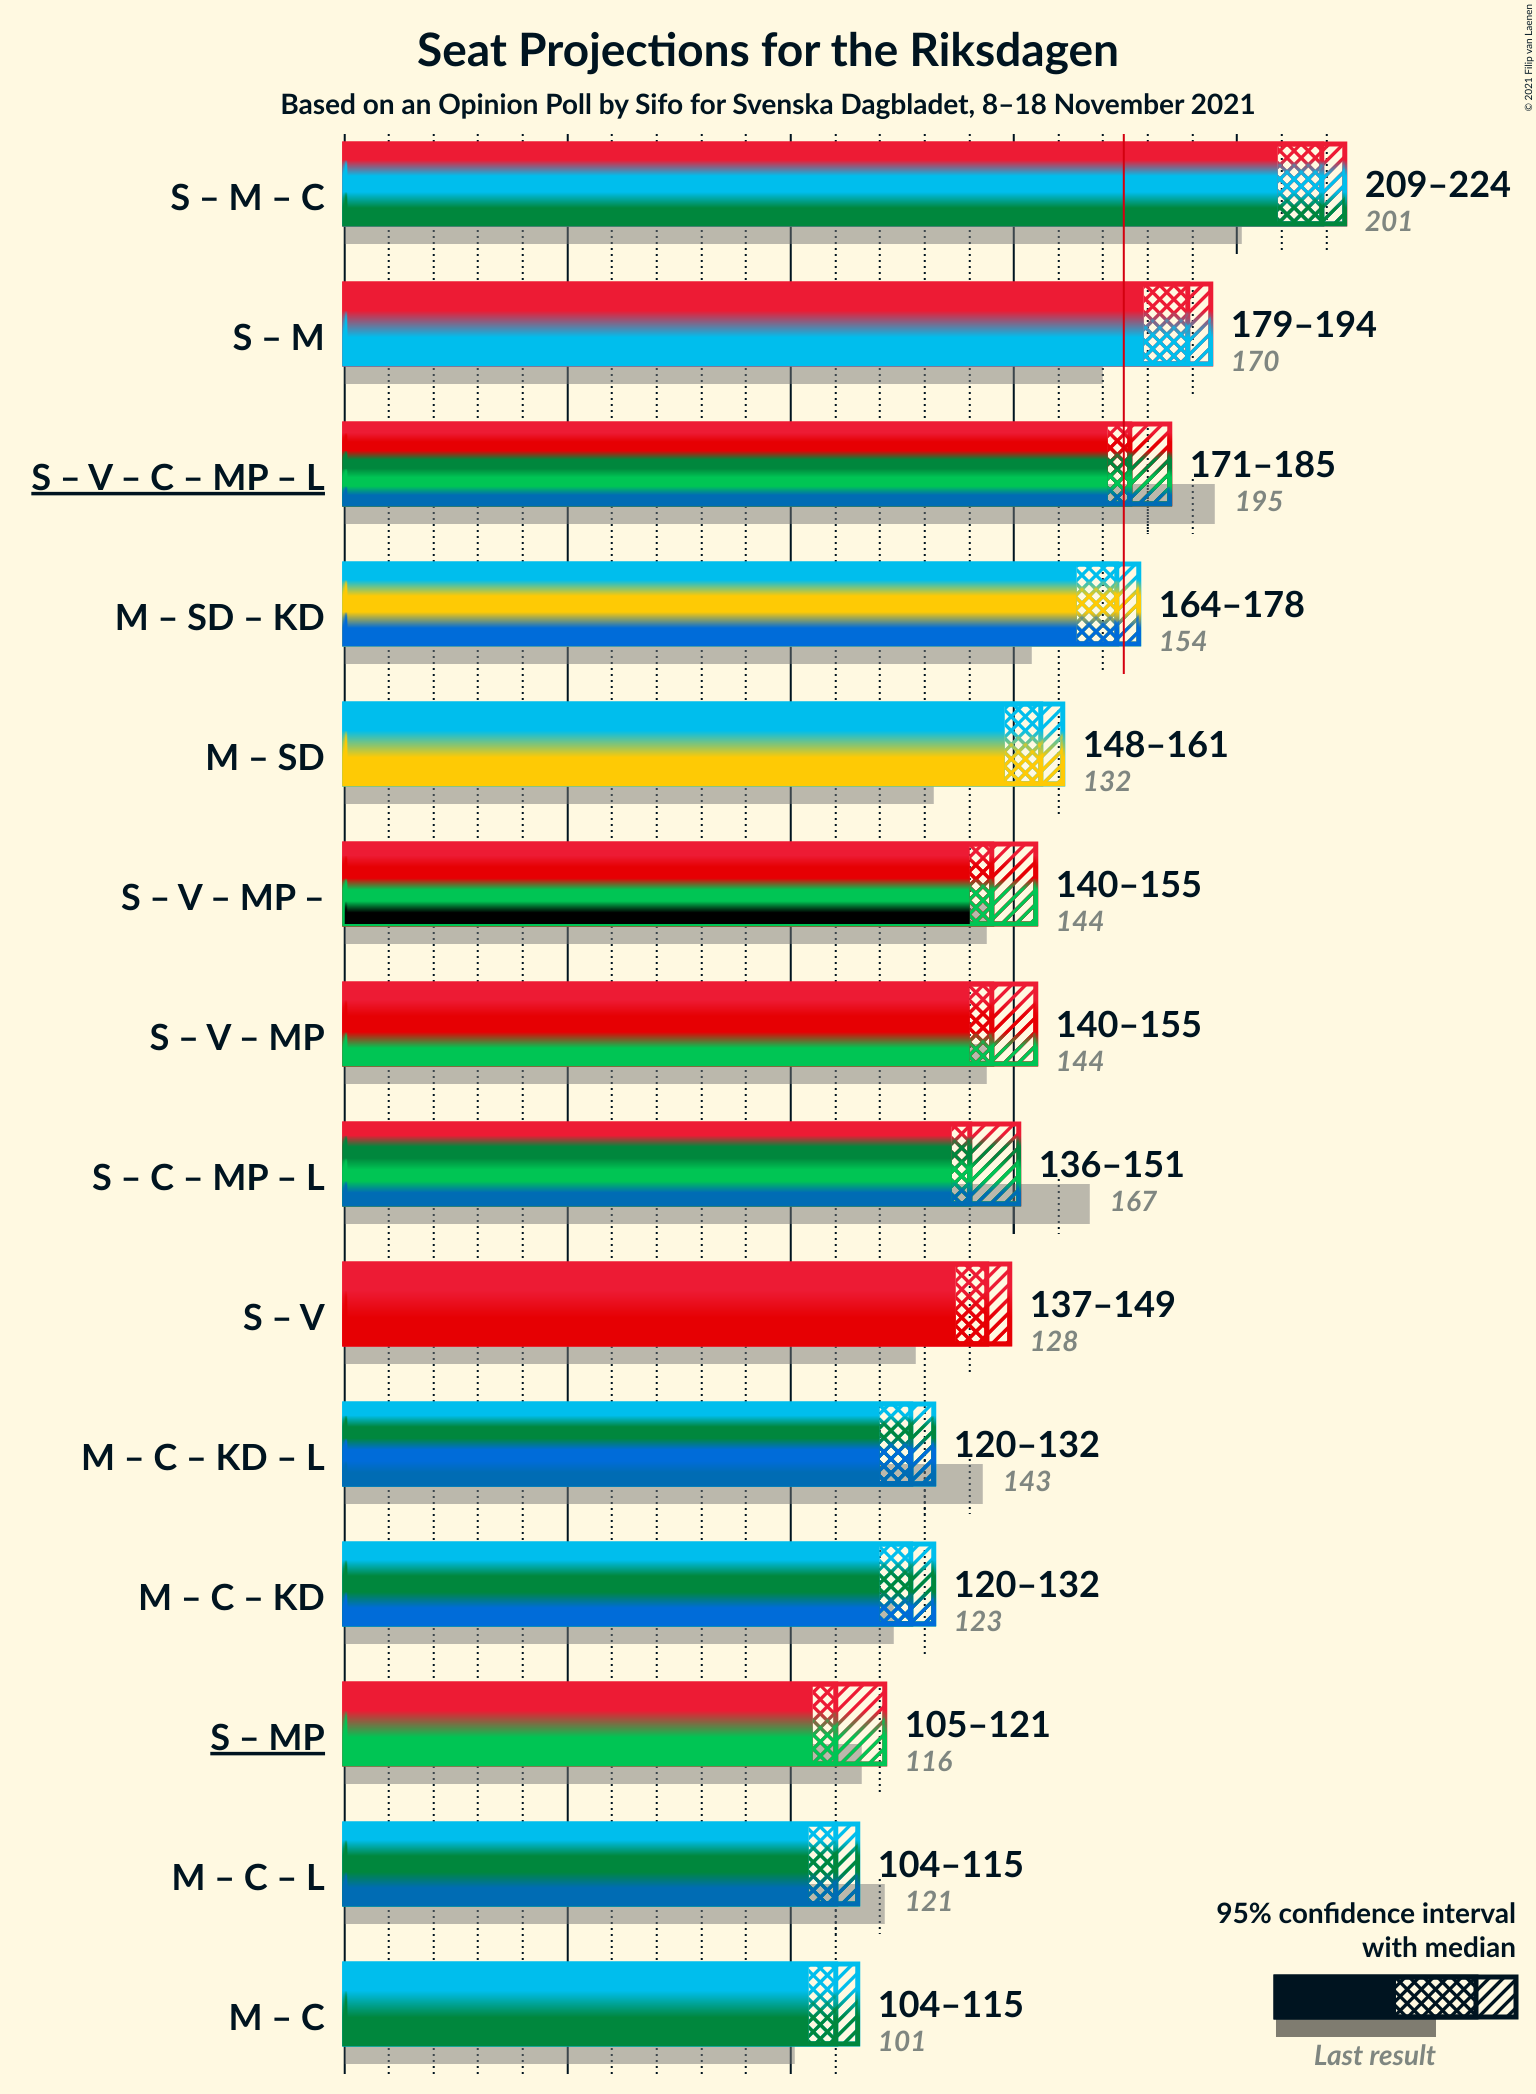 Seat Projections for the Riksdagen
Based on an Opinion Poll by Sifo for Svenska Dagbladet, 8–18 November 2021
© 2021 Filip van Laenen
S – M – C
209–224
201
S – M
179–194
170
S – V – C – MP – L
171–185
195
M – SD – KD
164–178
154
M – SD
148–161
132
S – V – MP –
140–155
144
S – V – MP
140–155
144
S – C – MP – L
136–151
167
S – V
137–149
128
M – C – KD – L
120–132
143
M – C – KD
120–132
123
S – MP
105–121
116
M – C – L
104–115
121
M – C
104–115
101
95% confidence interval
with median
Last result